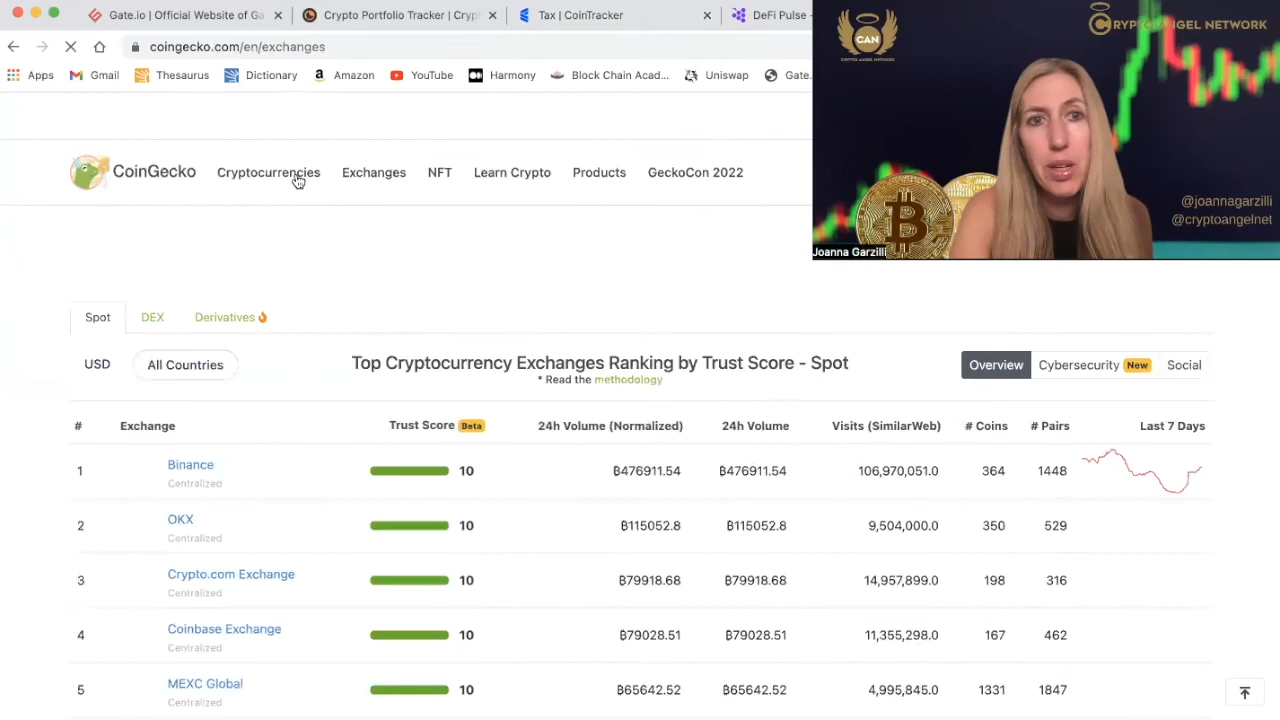 Gate.io | Official Website of Ga
Crypto Portfolio Tracker | Cryp
Tax | CoinTracker
DeFi Pulse -
coingecko.com/en/exchanges
Apps
Gmail
Thesaurus
Dictionary
Amazon
YouTube
Harmony
Block Chain Acad...
Uniswap
Gate.
CAN
CRYPTO ANGEL NETWORK
CRYPTO ANGEL NETWORK
@joannagarzilli
@cryptoangelnet
Joanna Garzilli
CoinGecko
Cryptocurrencies
Exchanges
NFT
Learn Crypto
Products
GeckoCon 2022
Spot
DEX
Derivatives
USD
All Countries
Top Cryptocurrency Exchanges Ranking by Trust Score - Spot
* Read the methodology
Overview
Cybersecurity New
Social
# Exchange Trust Score Beta 24h Volume (Normalized) 24h Volume Visits (SimilarWeb) # Coins # Pairs Last 7 Days
1 Binance 10 ₿476911.54 ₿476911.54 106,970,051.0 364 1448
Centralized
2 OKX 10 ₿115052.8 ₿115052.8 9,504,000.0 350 529
Centralized
3 Crypto.com Exchange 10 ₿79918.68 ₿79918.68 14,957,899.0 198 316
Centralized
4 Coinbase Exchange 10 ₿79028.51 ₿79028.51 11,355,298.0 167 462
Centralized
5 MEXC Global 10 ₿65642.52 ₿65642.52 4,995,845.0 1331 1847
Centralized